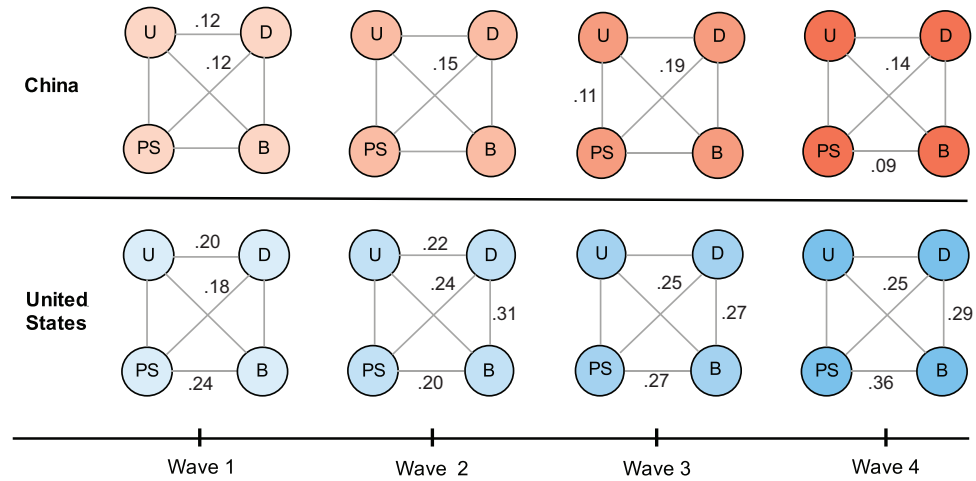 U .12 D U D U D U D
.12 .15 .19 .14
China
.11
PS B PS B PS B PS B
.09
U .20 D U .22 D U D U D
.18 .24 .25 .25
United
States
.31 .27 .29
PS B PS B PS B PS B
.24 .20 .27 .36
Wave 1 Wave 2 Wave 3 Wave 4